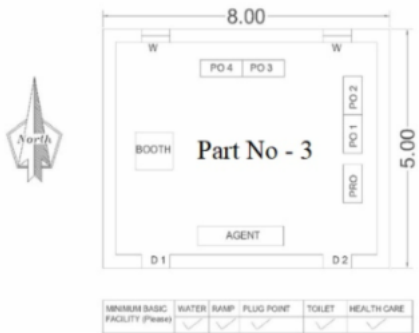 8.00
W W
PO 4 PO 3
North
PO 2
BOOTH Part No - 3 PO 1
5.00
PRO
AGENT
D 1 D 2
MINIMUM BASIC FACILITY (Please) WATER RAMP PLUG POINT TOILET HEALTH CARE